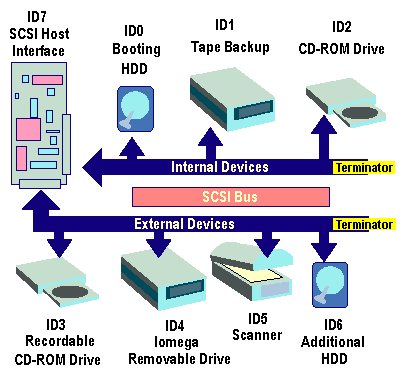 ID7
SCSI Host
Interface
ID0
Booting
HDD
ID1
Tape Backup
ID2
CD-ROM Drive
Internal Devices
Terminator
SCSI Bus
External Devices
Terminator
ID3
Recordable
CD-ROM Drive
ID4
Iomega
Removable Drive
ID5
Scanner
ID6
Additional
HDD